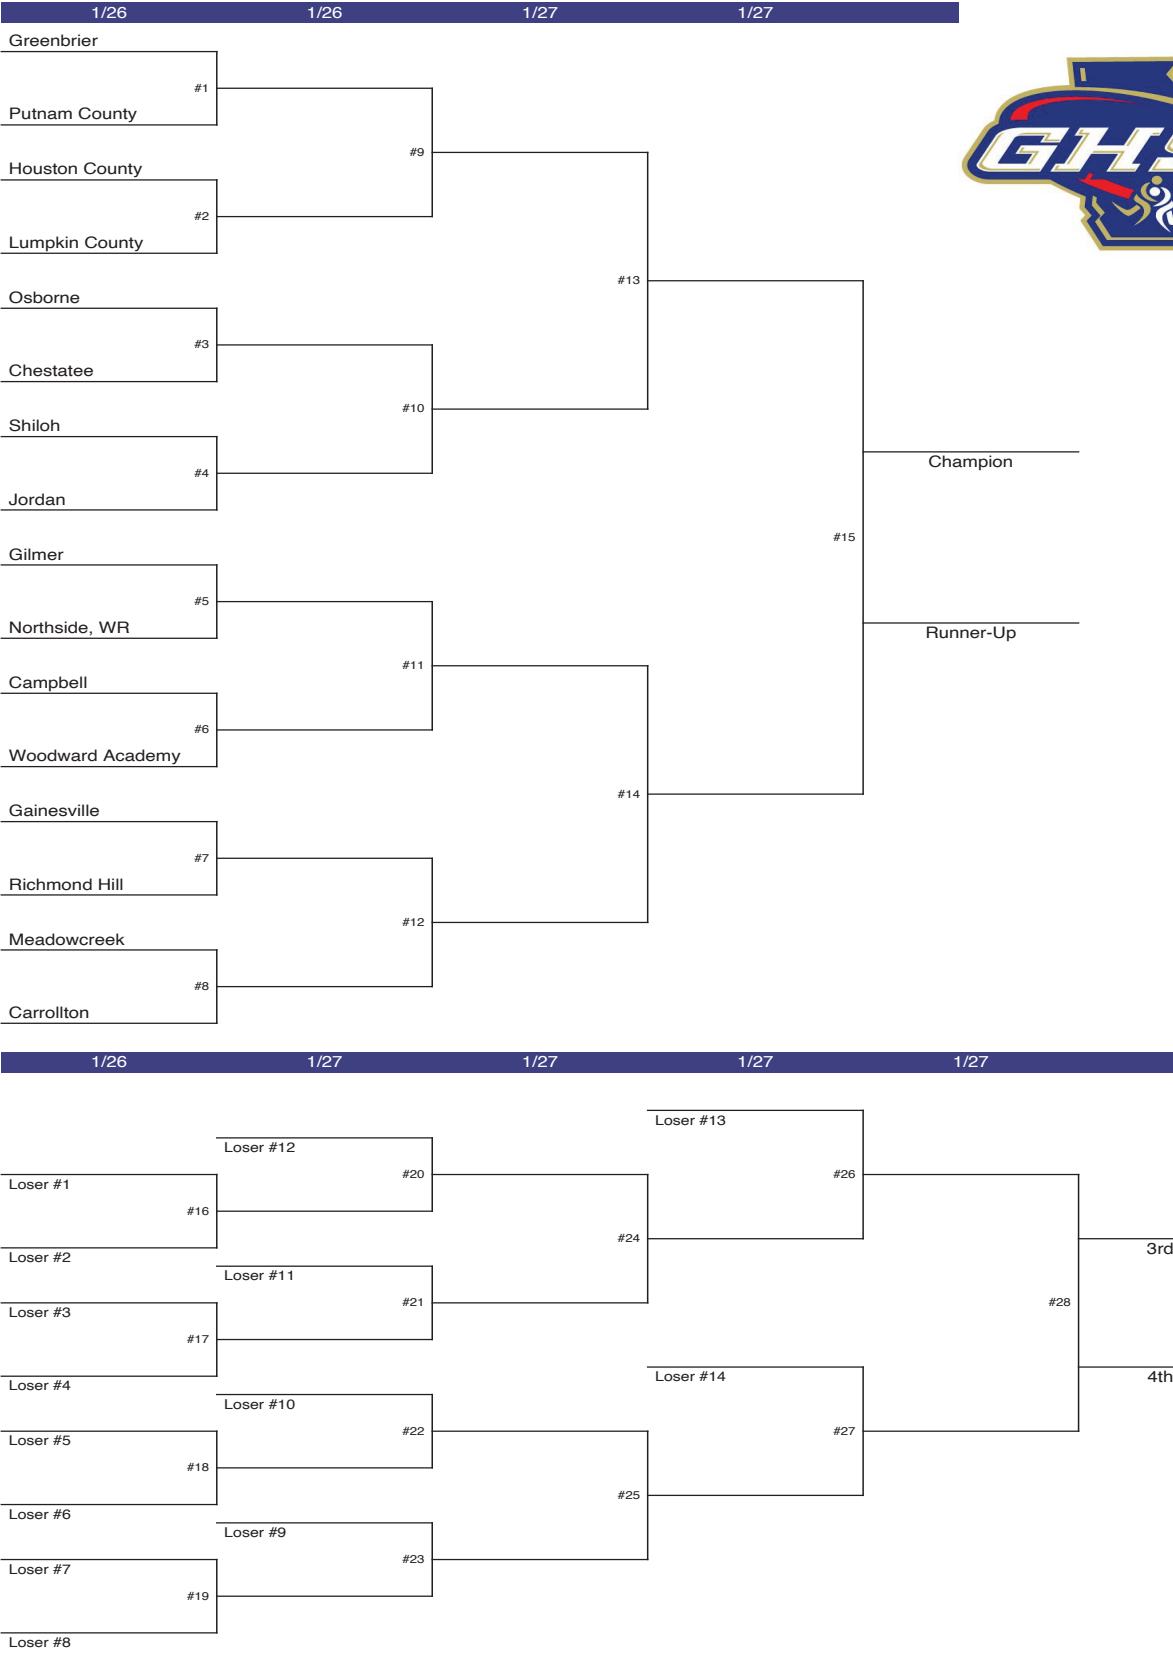 1/26 1/26 1/27 1/27
Greenbrier
#1
Putnam County
#9
Houston County
#2
Lumpkin County
#13
Osborne
#3
Chestatee
#10
Shiloh
#4
Jordan
Champion
#15
Gilmer
#5
Northside, WR
Runner-Up
#11
Campbell
#6
Woodward Academy
#14
Gainesville
#7
Richmond Hill
#12
Meadowcreek
#8
Carrollton
1/26 1/27 1/27 1/27 1/27
Loser #13
Loser #12
#20
#26
Loser #1
#16
#24
3rd
Loser #2
Loser #11
#21
#28
Loser #3
#17
Loser #14
4th
Loser #4
Loser #10
#22
#27
Loser #5
#18
#25
Loser #6
Loser #9
#23
Loser #7
#19
Loser #8
GHS